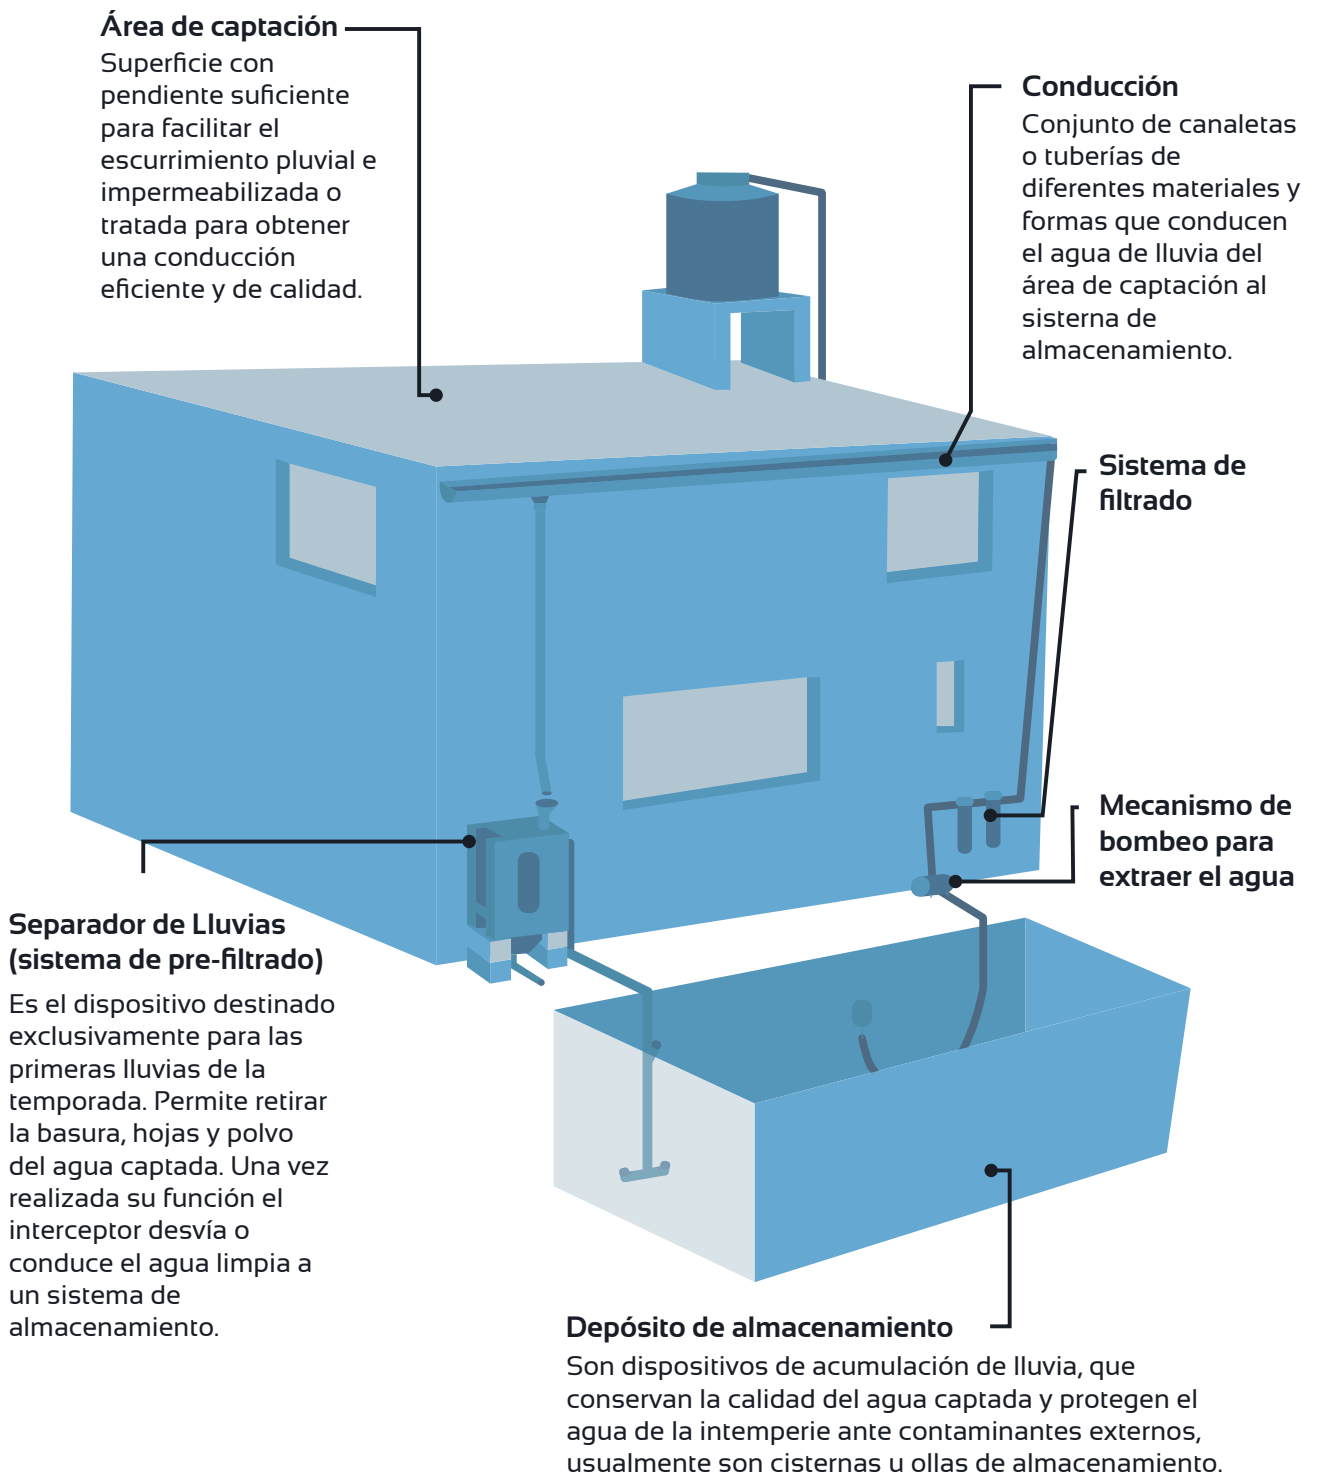 Área de captación
Superficie con
pendiente suficiente
para facilitar el
escurrimiento pluvial e
impermeabilizada o
tratada para obtener
una conducción
eficiente y de calidad.
Conducción
Conjunto de canaletas
o tuberías de
diferentes materiales y
formas que conducen
el agua de lluvia del
área de captación al
sisterna de
almacenamiento.
Sistema de
filtrado
Mecanismo de
bombeo para
extraer el agua
Separador de Lluvias
(sistema de pre-filtrado)
Es el dispositivo destinado
exclusivamente para las
primeras lluvias de la
temporada. Permite retirar
la basura, hojas y polvo
del agua captada. Una vez
realizada su función el
interceptor desvía o
conduce el agua limpia a
un sistema de
almacenamiento.
Depósito de almacenamiento
Son dispositivos de acumulación de lluvia, que
conservan la calidad del agua captada y protegen el
agua de la intemperie ante contaminantes externos,
usualmente son cisternas u ollas de almacenamiento.